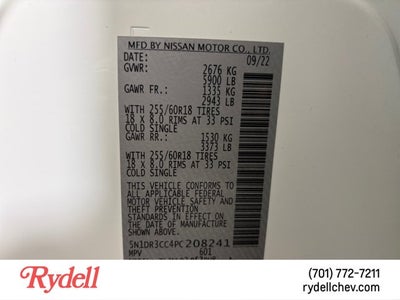 MFD BY NISSAN MOTOR CO., LTD.
DATE: 09/22
GVWR: 2676 KG
5900 LB
GAWR FR.: 1335 KG
2943 LB
WITH 255/60R18 TIRES
18 X 8.0 RIMS AT 33 PSI
COLD SINGLE
GAWR RR.: 1530 KG
3373 LB
WITH 255/60R18 TIRES
18 X 8.0 RIMS AT 33 PSI
COLD SINGLE
THIS VEHICLE CONFORMS TO
ALL APPLICABLE FEDERAL
MOTOR VEHICLE SAFETY AND
THEFT PREVENTION
STANDARDS IN EFFECT ON
THE DATE OF MANUFACTURE
SHOWN ABOVE.
5N1DR3CC4PC208241
MPV 601
Rydell
(701) 772-7211
rydellchev.com